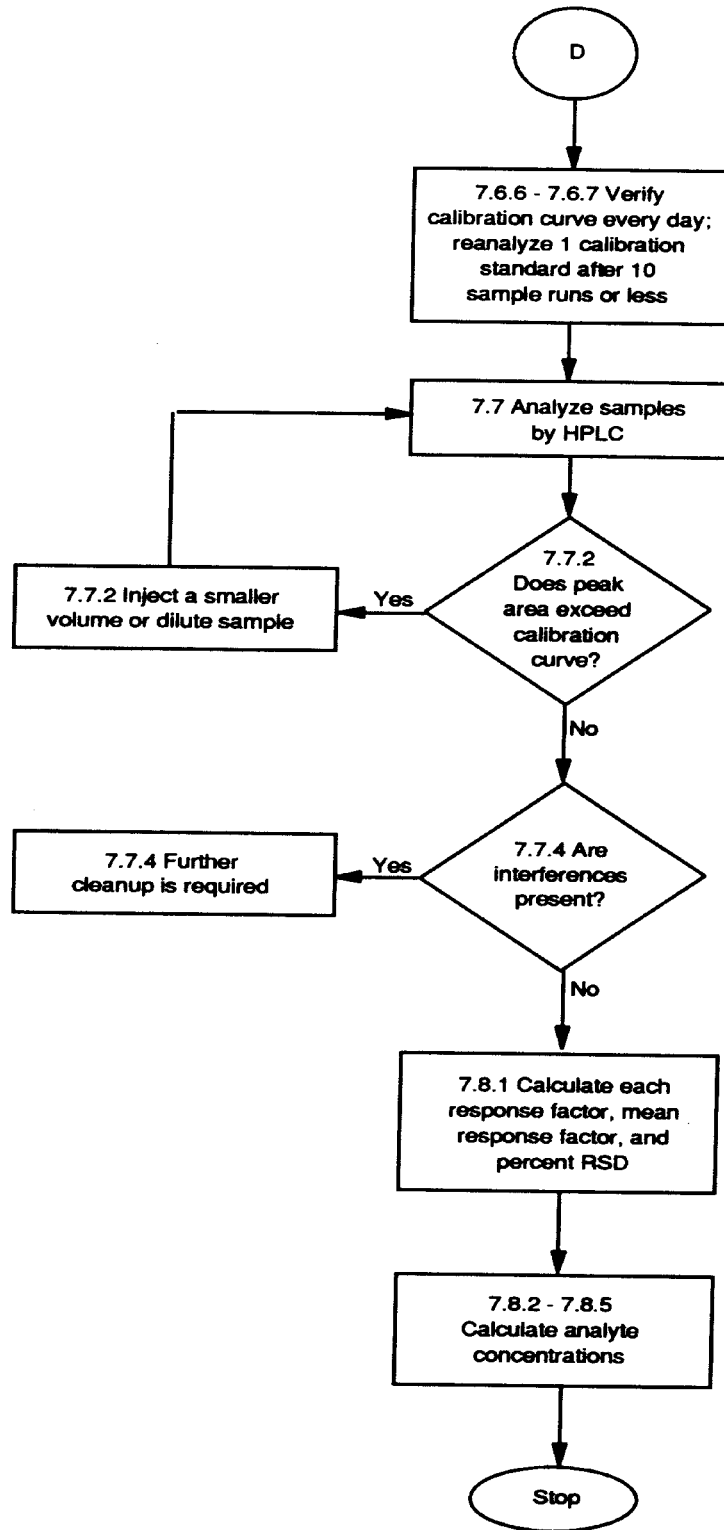 D
7.6.6 - 7.6.7 Verify
calibration curve every day;
reanalyze 1 calibration
standard after 10
sample runs or less
7.7 Analyze samples
by HPLC
7.7.2
Does peak
area exceed
calibration
curve?
Yes
7.7.2 Inject a smaller
volume or dilute sample
No
7.7.4 Are
interferences
present?
Yes
7.7.4 Further
cleanup is required
No
7.8.1 Calculate each
response factor, mean
response factor, and
percent RSD
7.8.2 - 7.8.5
Calculate analyte
concentrations
Stop